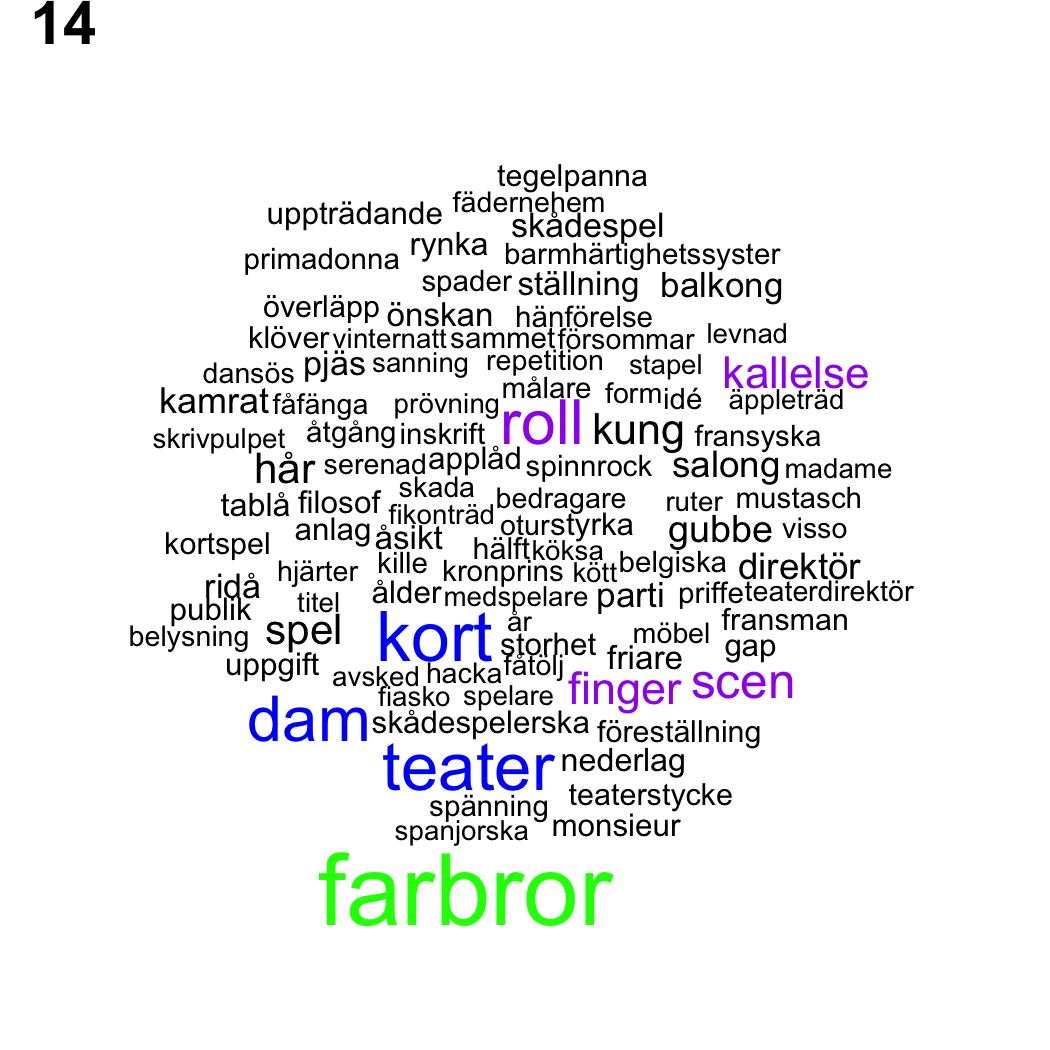 14
tegelpanna
fädernehem
uppträdande skådespel
rynka
primadonna barmhärtighetssyster
spader ställning balkong
överläpp önskan hänförelse
klöver vinternatt sammet försommar levnad
pjäs sanning repetition stapel kallelse
dansös målare form idé äppleträd
kamrat fåfänga prövning roll kung fransyska
skrivpulpet åtgång inskrift
hår serenad applåd spinnrock salong madame
skada
tablå filosof bedragare ruter mustasch
fikonträd
anlag åsikt otur styrka gubbe visso
kortspel hälft köksa
hjärter kille kronprins kött belgiska direktör
ridå ålder medspelare parti priffe teaterdirektör
publik titel
belysning spel kort år möbel fransman
storhet gap
uppgift fåtölj friare
avsked hacka finger scen
fiasko spelare
dam skådespelerska föreställning
teater nederlag
spänning teaterstycke
spanjorska monsieur
farbror